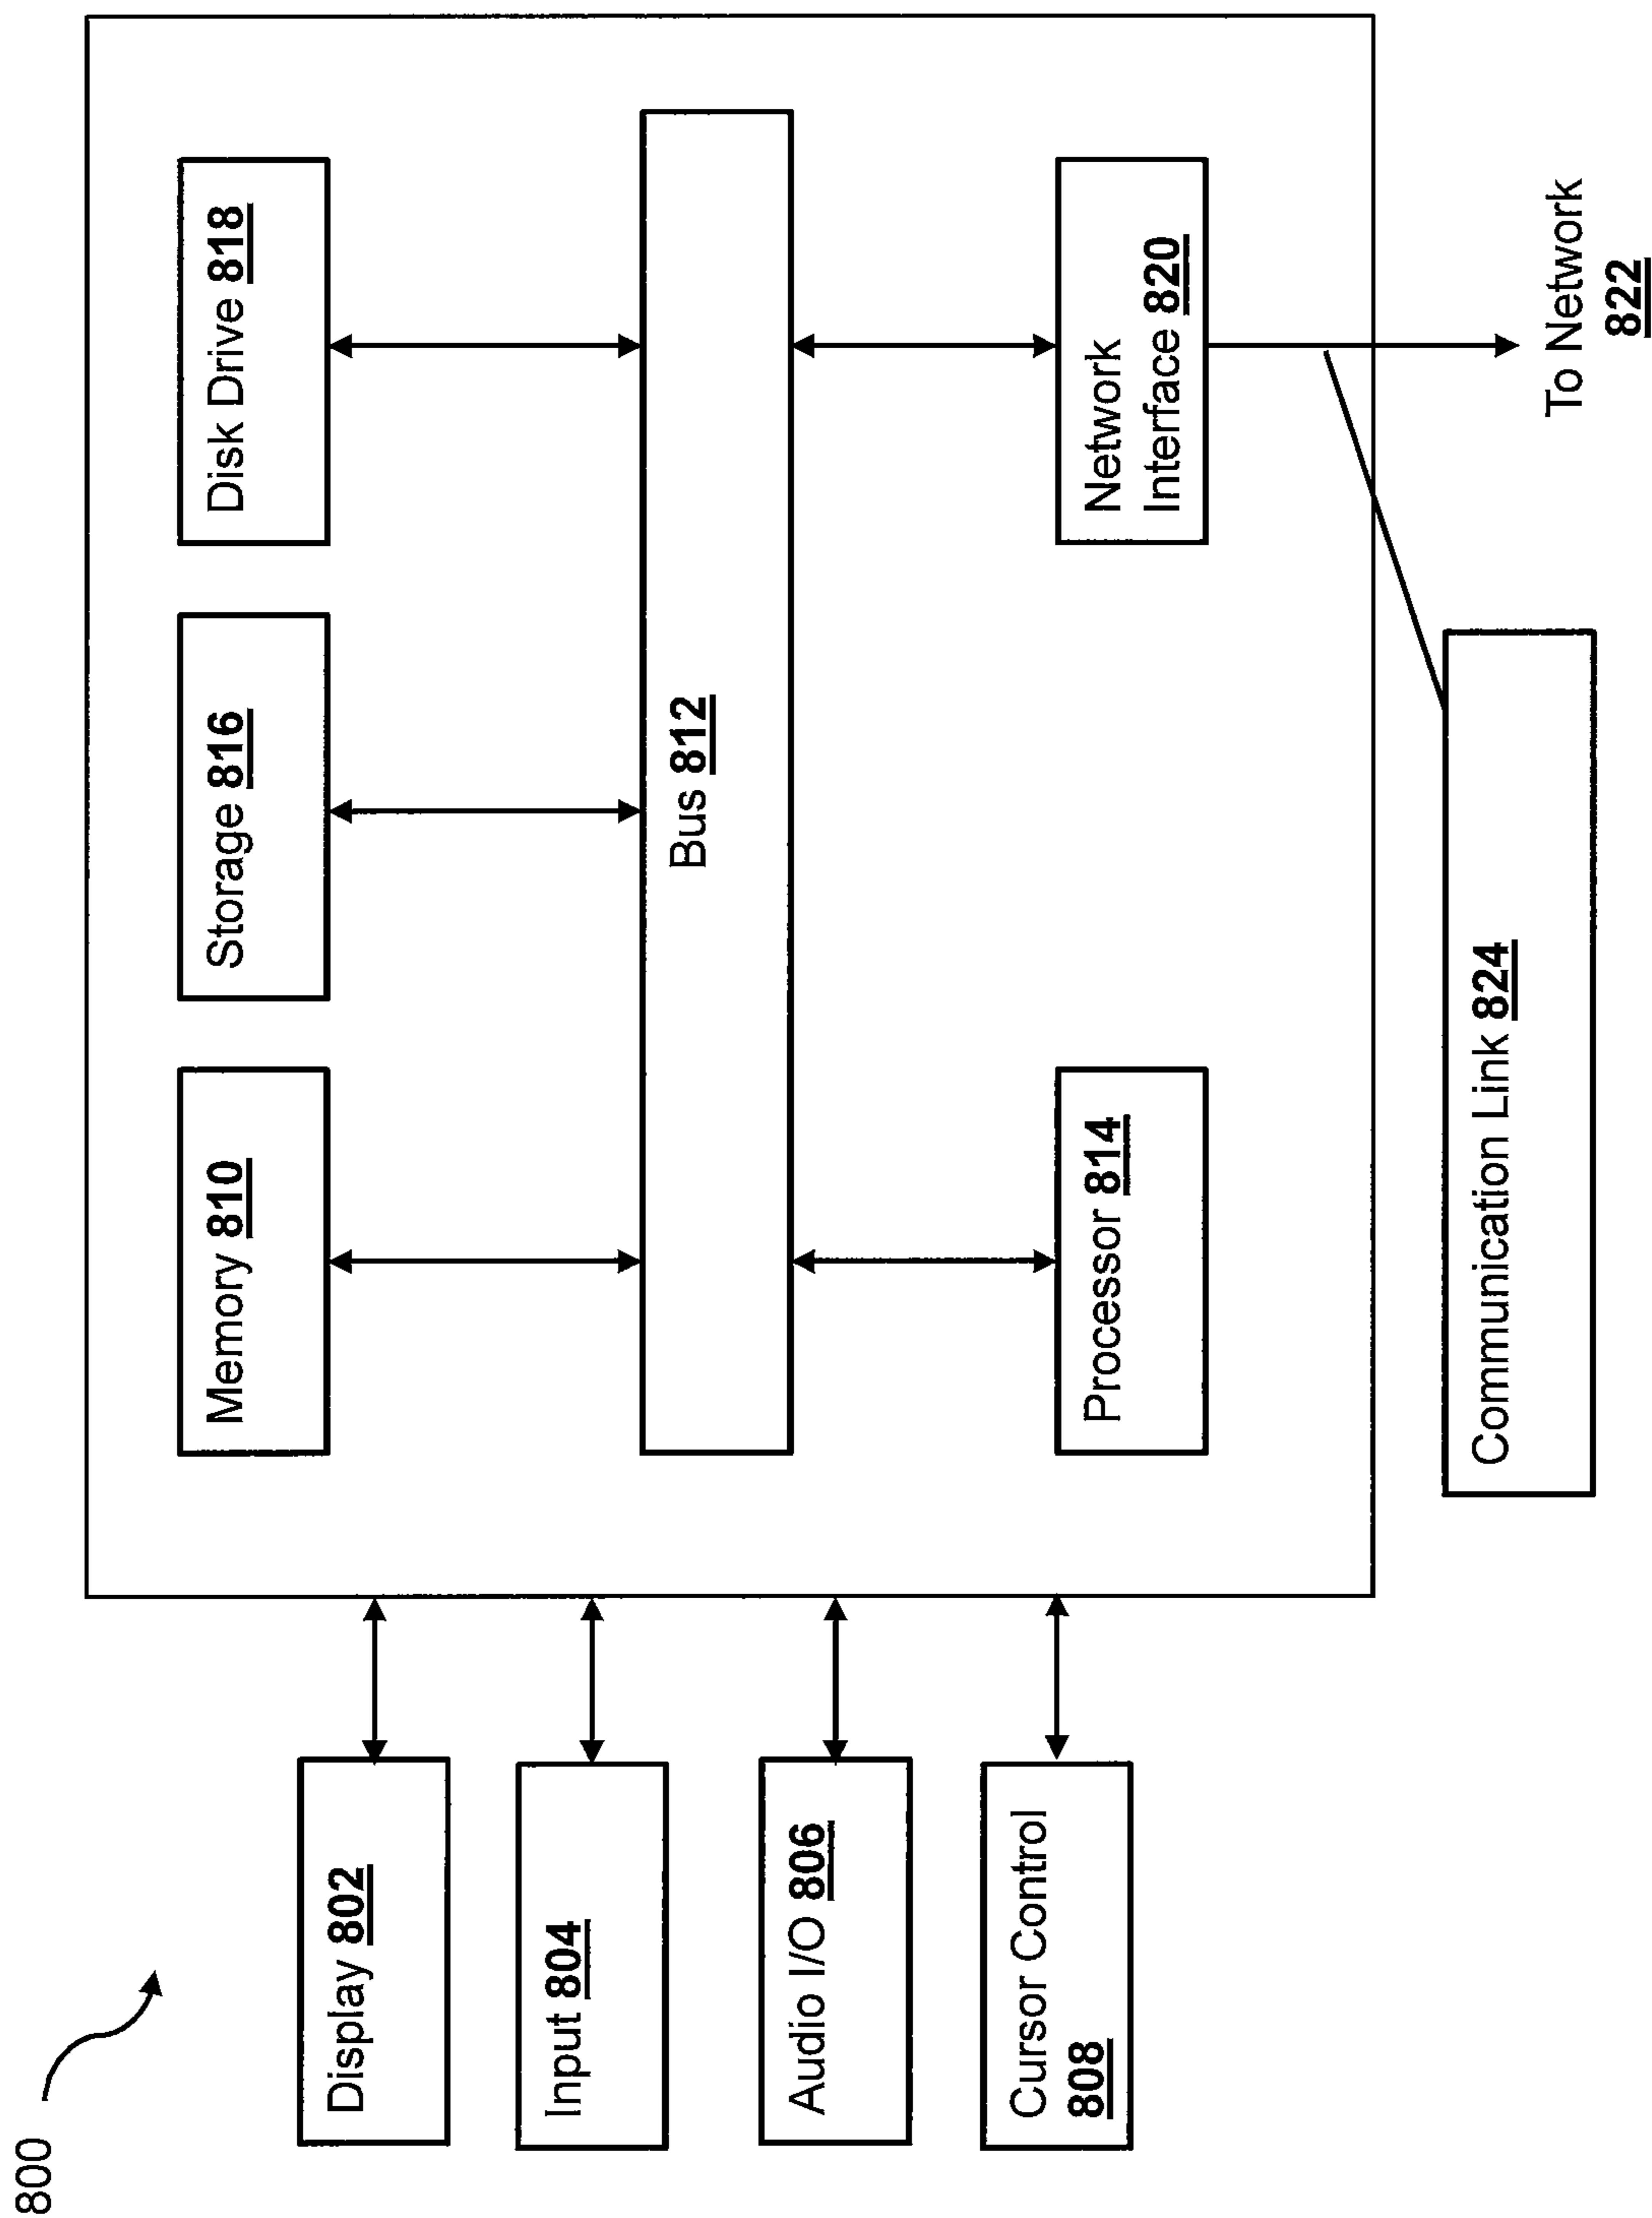 800
Display 802
Input 804
Audio I/O 806
Cursor Control
808
Memory 810
Storage 816
Disk Drive 818
Bus 812
Processor 814
Network
Interface 820
Communication Link 824
To Network
822